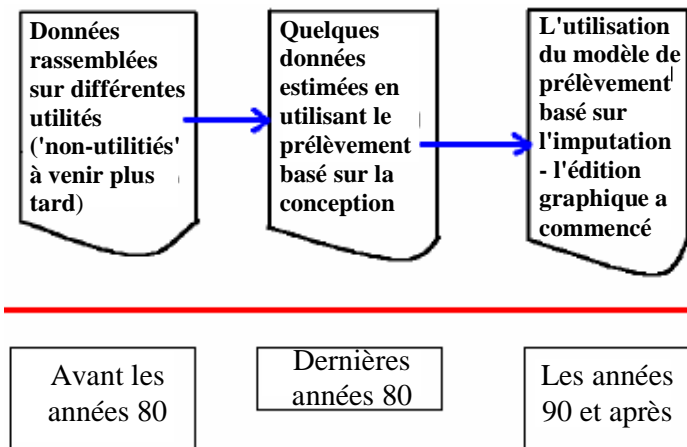 Données
rassemblées
sur différentes
utilités
('non-utilitiés'
à venir plus
tard)
Quelques
données
estimées en
utilisant le
prélèvement
basé sur la
conception
L'utilisation
du modèle de
prélèvement
basé sur
l'imputation
- l'édition
graphique a
commencé
Avant les
années 80
Dernières
années 80
Les années
90 et après